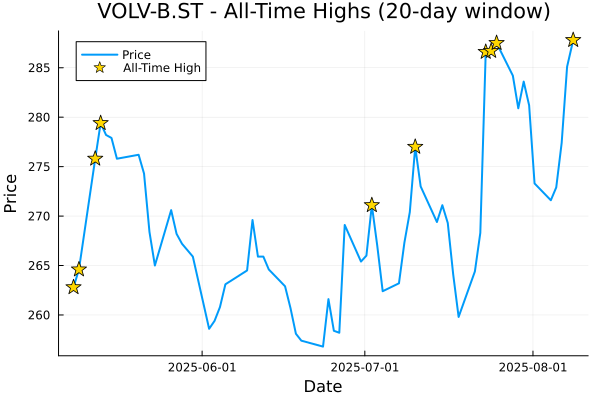 VOLV-B.ST - All-Time Highs (20-day window)
Price
All-Time High
285
280
275
270
265
260
Price
2025-06-01
2025-07-01
2025-08-01
Date